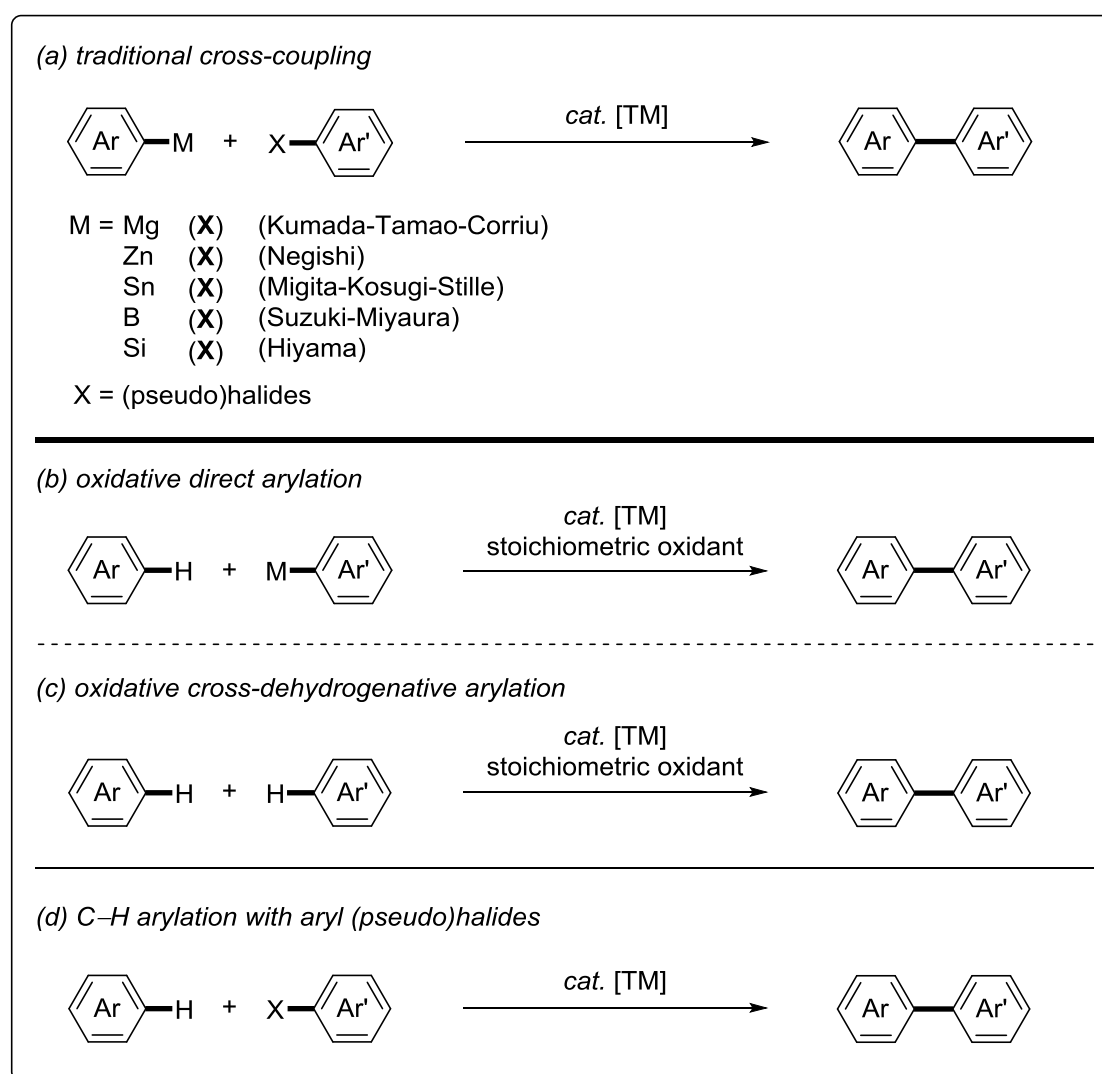 (a) traditional cross-coupling
Ar M + X Ar' cat. [TM] Ar Ar'
M = Mg (X) (Kumada-Tamao-Corriu)
Zn (X) (Negishi)
Sn (X) (Migita-Kosugi-Stille)
B (X) (Suzuki-Miyaura)
Si (X) (Hiyama)
X = (pseudo)halides
(b) oxidative direct arylation
cat. [TM]
stoichiometric oxidant
Ar H + M Ar' Ar Ar'
(c) oxidative cross-dehydrogenative arylation
cat. [TM]
stoichiometric oxidant
Ar H + H Ar' Ar Ar'
(d) C–H arylation with aryl (pseudo)halides
cat. [TM]
Ar H + X Ar' Ar Ar'